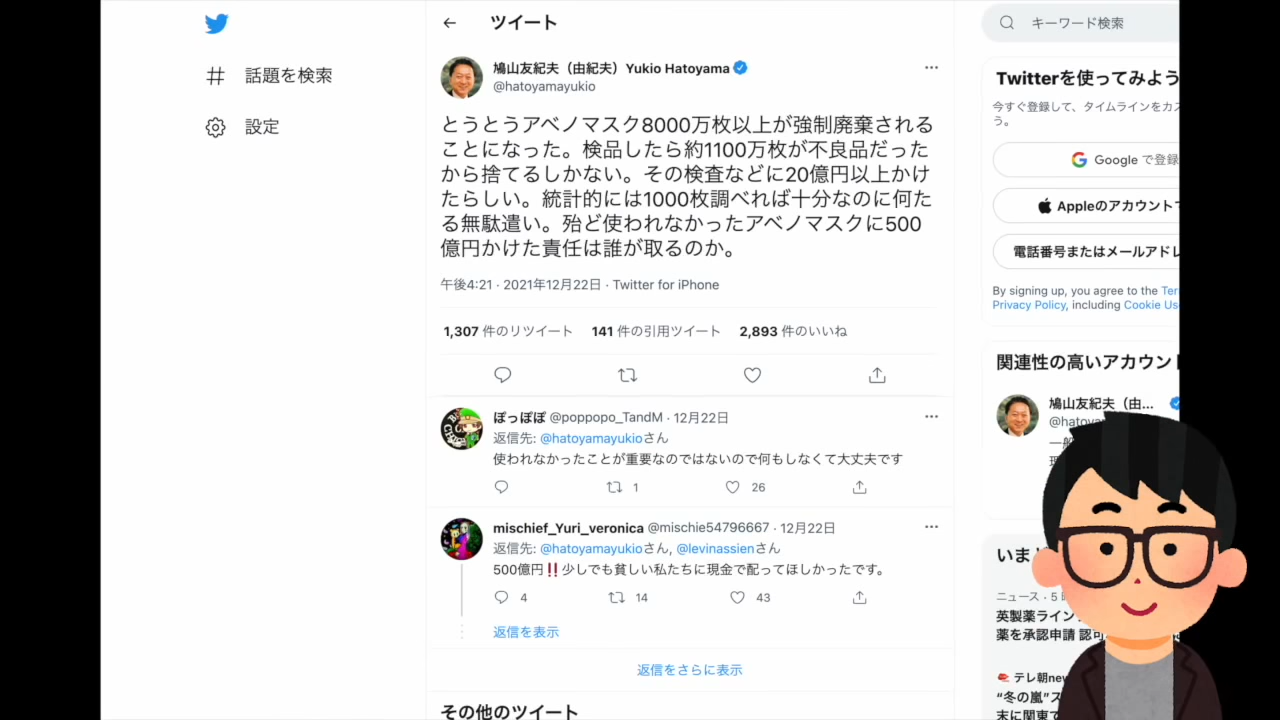 ツイート
キーワード検索
# 話題を検索
設定
鳩山友紀夫（由紀夫）Yukio Hatoyama
@hatoyamayukio
とうとうアベノマスク8000万枚以上が強制廃棄される
ことになった。検品したら約1100万枚が不良品だった
から捨てるしかない。その検査などに20億円以上かけ
たらしい。統計的には1000枚調べれば十分なのに何た
る無駄遣い。殆ど使われなかったアベノマスクに500
億円かけた責任は誰が取るのか。
午後4:21 · 2021年12月22日 · Twitter for iPhone
1,307 件のリツイート 141 件の引用ツイート 2,893 件のいいね
ぽっぽぽ @poppopo_TandM · 12月22日
返信先: @hatoyamayukioさん
使われなかったことが重要なのではないので何もしなくて大丈夫です
1 26
mischief_Yuri_veronica @mischie54796667 · 12月22日
返信先: @hatoyamayukioさん, @levinassienさん
500億円‼️少しでも貧しい私たちに現金で配ってほしかったです。
4 14 43
返信を表示
返信をさらに表示
その他のツイート
Twitterを使ってみよう
今すぐ登録して、タイムラインをカス
う。
Google で登録
Appleのアカウントで
電話番号またはメールアドレ
By signing up, you agree to the Ter
Privacy Policy, including Cookie Us
関連性の高いアカウント
鳩山友紀夫（由...
@hatoya
一般
いま
ニュース · 5
英製薬ライン
薬を承認申請 認可
テレ朝new
“冬の嵐”ス
末に関東で